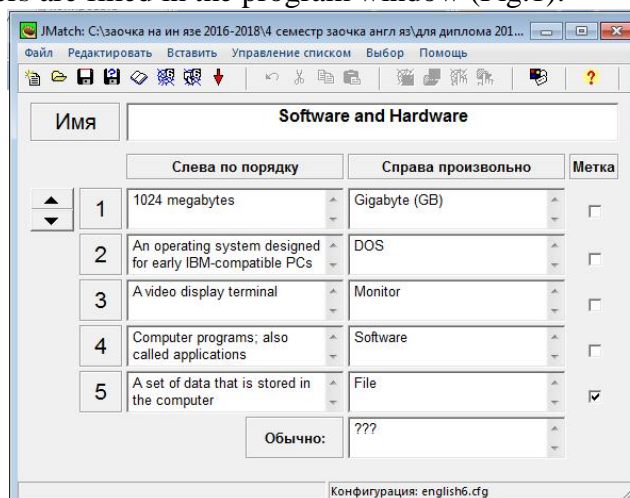 ers are filled in the program window (Fig.1).
JMatch: C:\заочка на ин язе 2016-2018\4 семестр заочка англ яз\для диплома 201...
Файл Редактировать Вставить Управление списком Выбор Помощь
Имя
Software and Hardware
Слева по порядку Справа произвольно Метка
1 1024 megabytes Gigabyte (GB)
2 An operating system designed DOS
for early IBM-compatible PCs
3 A video display terminal Monitor
4 Computer programs; also Software
called applications
5 A set of data that is stored in File
the computer
Обычно: ???
Конфигурация: english6.cfg